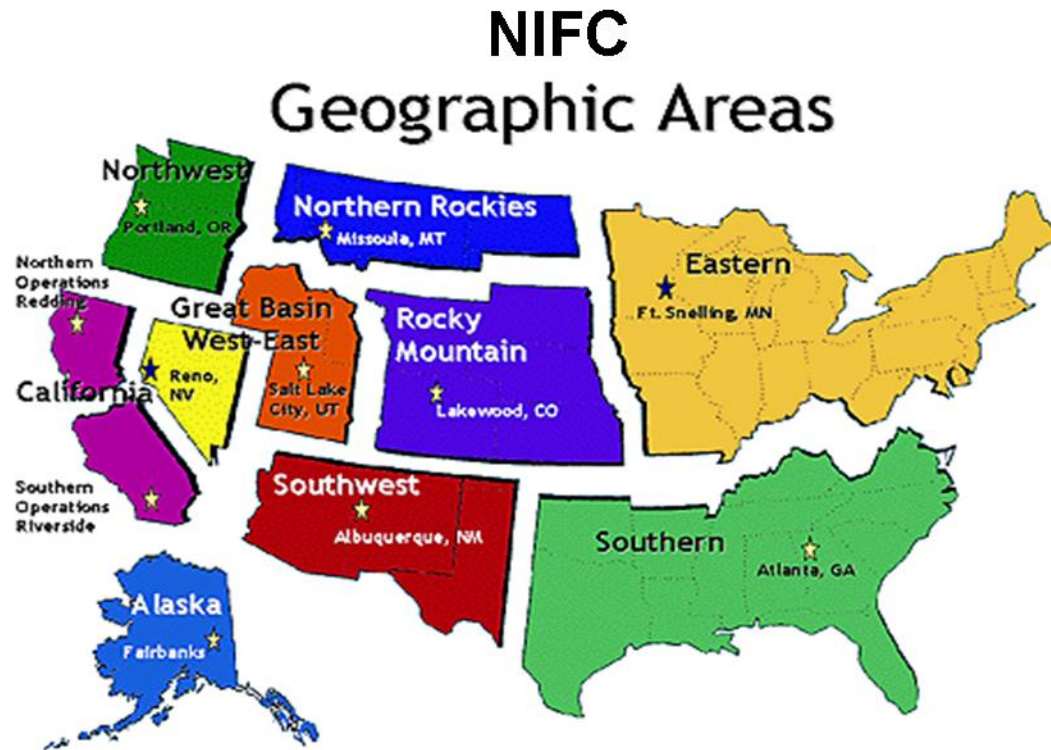 NIFC
Geographic Areas
Northwest
Portland, OR
Northern Rockies
Missoula, MT
Eastern
Ft. Snelling, MN
Northern
Operations
Redding
Great Basin
West-East
Reno,
NV
Salt Lake
City, UT
Rocky
Mountain
Lakewood, CO
California
Southern
Operations
Riverside
Southwest
Albuquerque, NM
Southern
Atlanta, GA
Alaska
Fairbanks